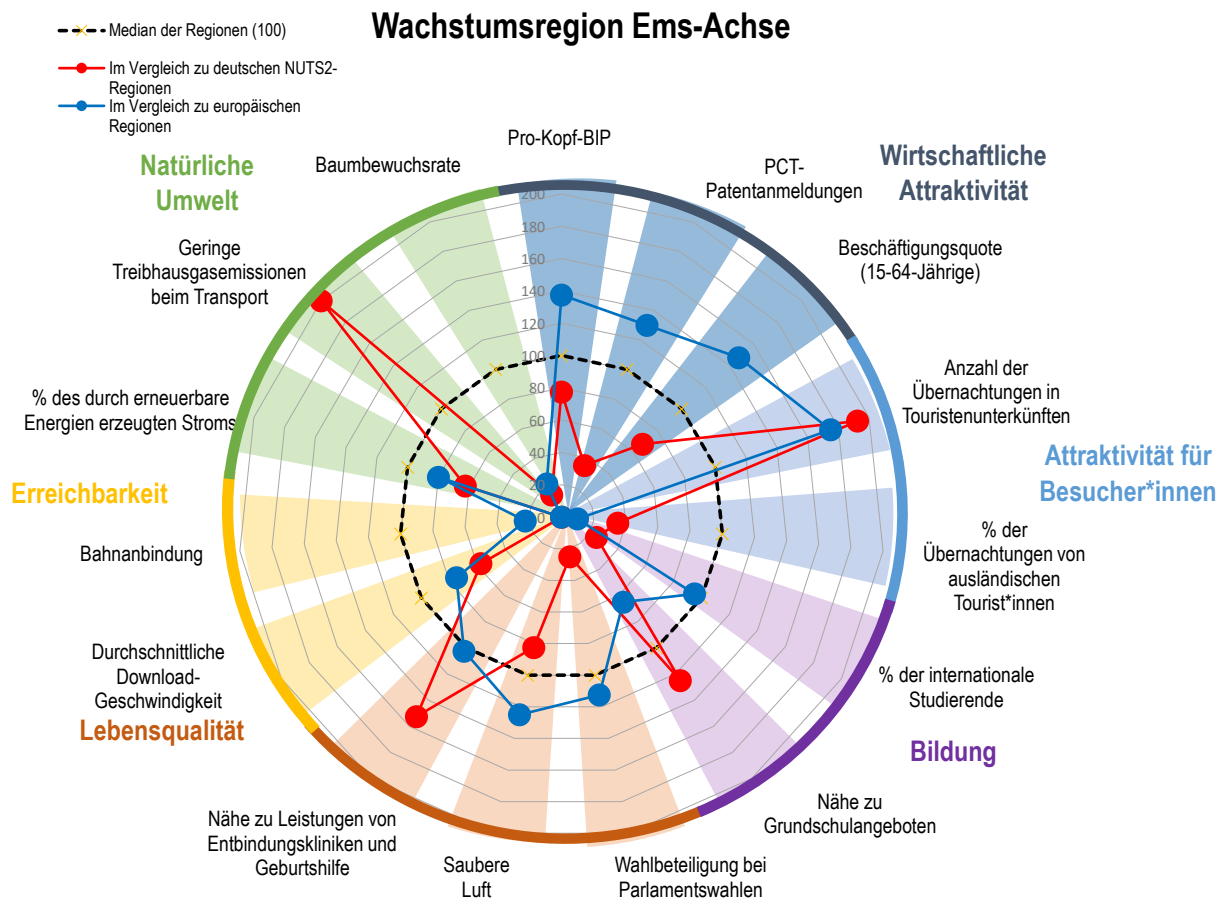 Wachstumsregion Ems-Achse
Median der Regionen (100)
Im Vergleich zu deutschen NUTS2-
Regionen
Im Vergleich zu europäischen
Regionen
Pro-Kopf-BIP
PCT-
Patentanmeldungen
Wirtschaftliche
Attraktivität
Beschäftigungsquote
(15-64-Jährige)
Anzahl der
Übernachtungen in
Touristenunterkünften
Attraktivität für
Besucher*innen
% der
Übernachtungen von
ausländischen
Tourist*innen
% der internationale
Studierende
Bildung
Nähe zu
Grundschulangeboten
Wahlbeteiligung bei
Parlamentswahlen
Saubere
Luft
Nähe zu Leistungen von
Entbindungskliniken und
Geburtshilfe
Lebensqualität
Durchschnittliche
Download-
Geschwindigkeit
Bahnanbindung
Erreichbarkeit
% des durch erneuerbare
Energien erzeugten Stroms
Geringe
Treibhausgasemissionen
beim Transport
Natürliche
Umwelt
Baumbewuchsrate
200
180
160
140
120
100
80
60
40
20
0